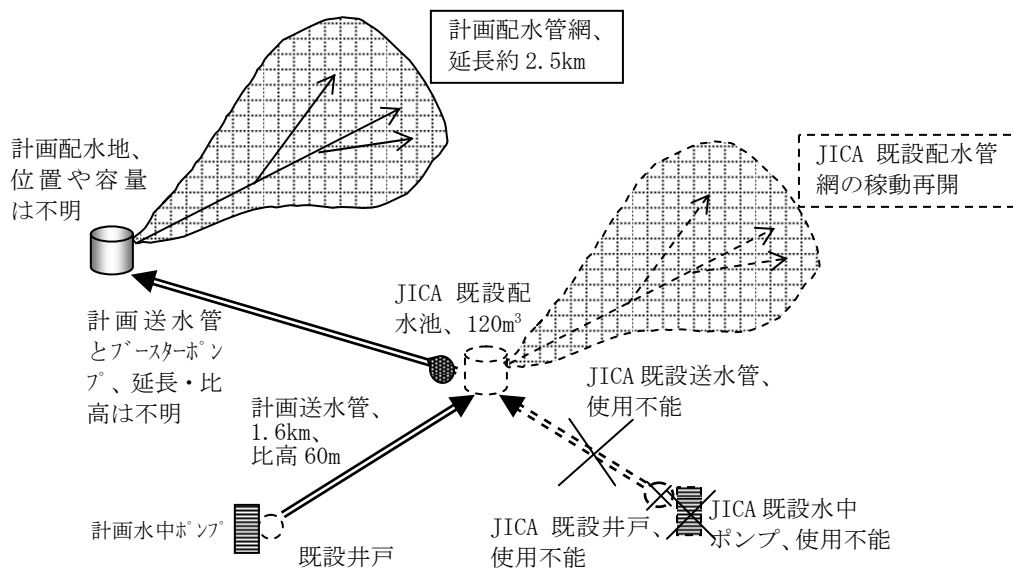 計画配水管網、
延長約 2.5km
計画配水地、
位置や容量
は不明
JICA 既設配水管
網の稼動再開
JICA 既設配
水池、120m³
計画送水管
とﾌﾞｰｽﾀｰﾎﾟﾝ
ﾌﾟ、延長・比
高は不明
JICA 既設送水管、
使用不能
計画送水管、
1.6km、
比高 60m
計画水中ﾎﾟﾝﾌﾟ
既設井戸
JICA 既設井戸、
使用不能
JICA 既設水中
ポンプ、使用不能